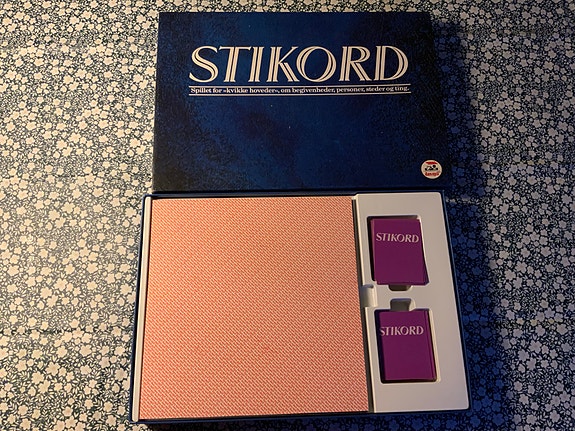 STIKORD
Spillet for »kvikke hoveder«, om begivenheder, personer, steder og ting.
STIKORD
STIKORD